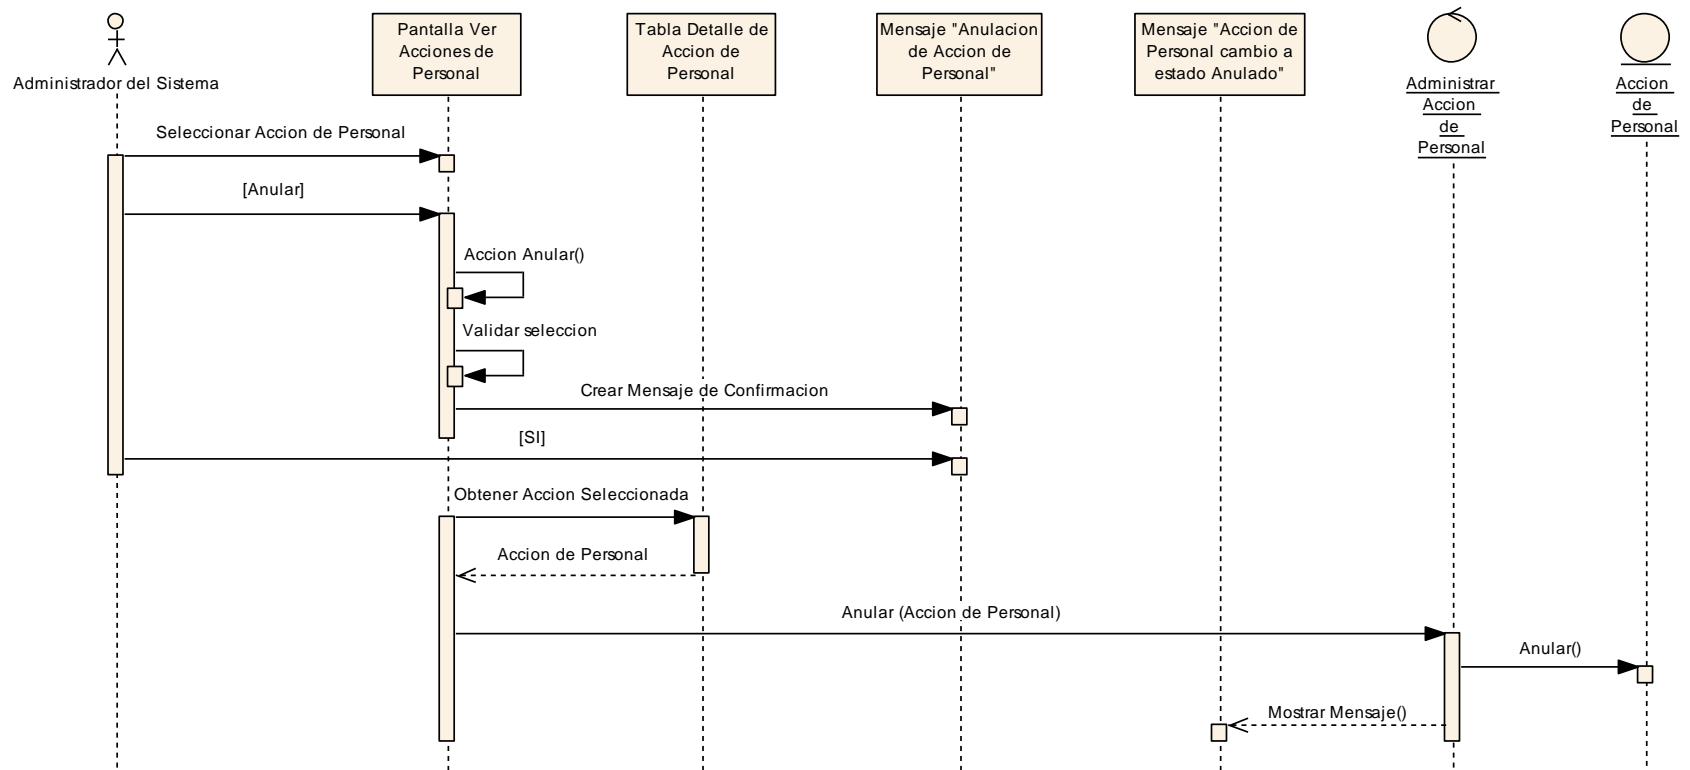 Administrador del Sistema
Pantalla Ver
Acciones de
Personal
Tabla Detalle de
Accion de
Personal
Mensaje "Anulacion
de Accion de
Personal"
Mensaje "Accion de
Personal cambio a
estado Anulado"
Administrar
Accion
de
Personal
Accion
de
Personal
Seleccionar Accion de Personal
[Anular]
Accion Anular()
Validar seleccion
Crear Mensaje de Confirmacion
[SI]
Obtener Accion Seleccionada
Accion de Personal
Anular (Accion de Personal)
Anular()
Mostrar Mensaje()